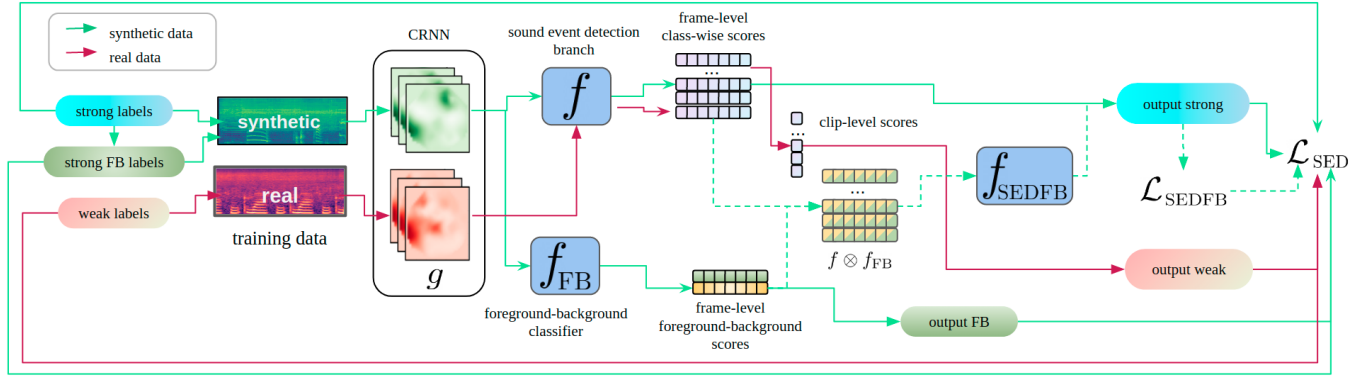 synthetic data
real data
CRNN
sound event detection
branch
frame-level
class-wise scores
...
strong labels
strong FB labels
weak labels
synthetic
real
training data
g
f
f_FB
foreground-background
classifier
clip-level scores
...
...
f ⊗ f_FB
frame-level
foreground-background
scores
f_SEDFB
output strong
L_SEDFB
L_SED
output weak
output FB